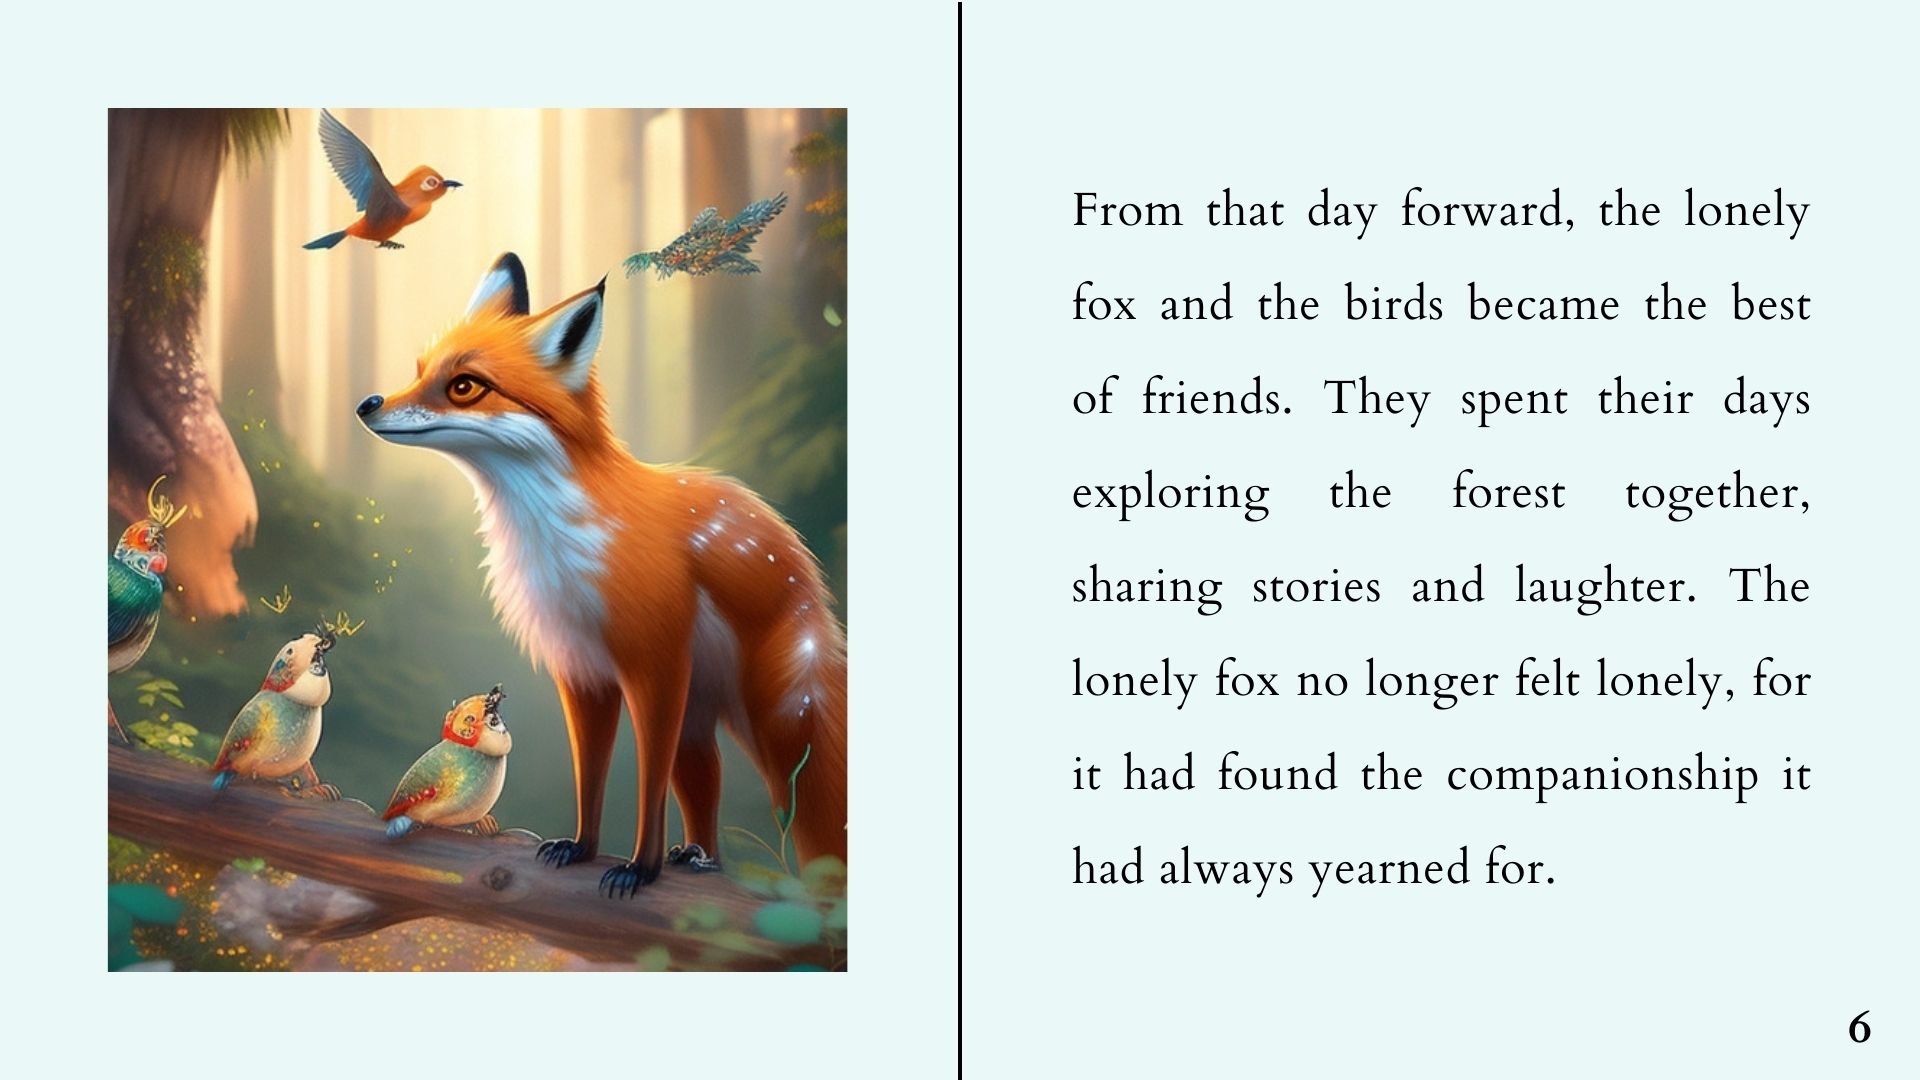 From that day forward, the lonely
fox and the birds became the best
of friends. They spent their days
exploring the forest together,
sharing stories and laughter. The
lonely fox no longer felt lonely, for
it had found the companionship it
had always yearned for.
6